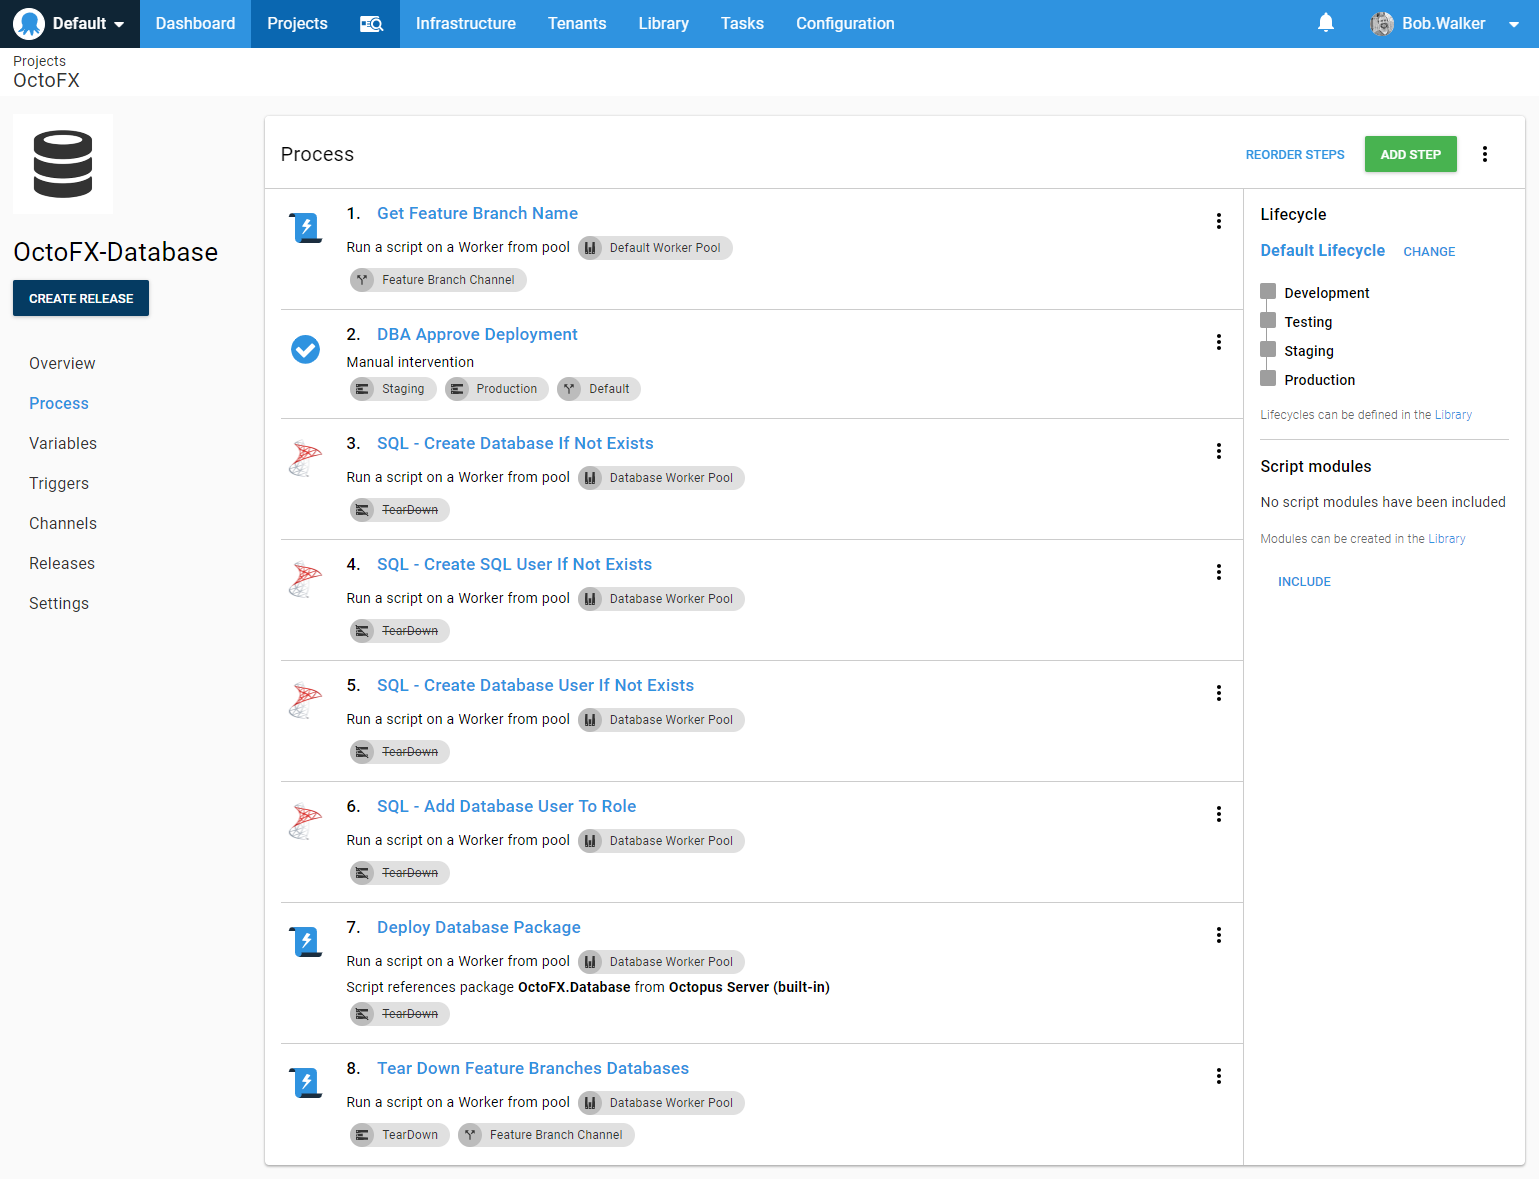 Default Dashboard Projects Infrastructure Tenants Library Tasks Configuration Bob.Walker
Projects
OctoFX
OctoFX-Database
CREATE RELEASE
Overview
Process
Variables
Triggers
Channels
Releases
Settings
Process REORDER STEPS ADD STEP
1. Get Feature Branch Name
Run a script on a Worker from pool Default Worker Pool
Feature Branch Channel
2. DBA Approve Deployment
Manual intervention
Staging Production Default
3. SQL - Create Database If Not Exists
Run a script on a Worker from pool Database Worker Pool
TearDown
4. SQL - Create SQL User If Not Exists
Run a script on a Worker from pool Database Worker Pool
TearDown
5. SQL - Create Database User If Not Exists
Run a script on a Worker from pool Database Worker Pool
TearDown
6. SQL - Add Database User To Role
Run a script on a Worker from pool Database Worker Pool
TearDown
7. Deploy Database Package
Run a script on a Worker from pool Database Worker Pool
Script references package OctoFX.Database from Octopus Server (built-in)
TearDown
8. Tear Down Feature Branches Databases
Run a script on a Worker from pool Database Worker Pool
TearDown Feature Branch Channel
Lifecycle
Default Lifecycle CHANGE
Development
Testing
Staging
Production
Lifecycles can be defined in the Library
Script modules
No script modules have been included
Modules can be created in the Library
INCLUDE